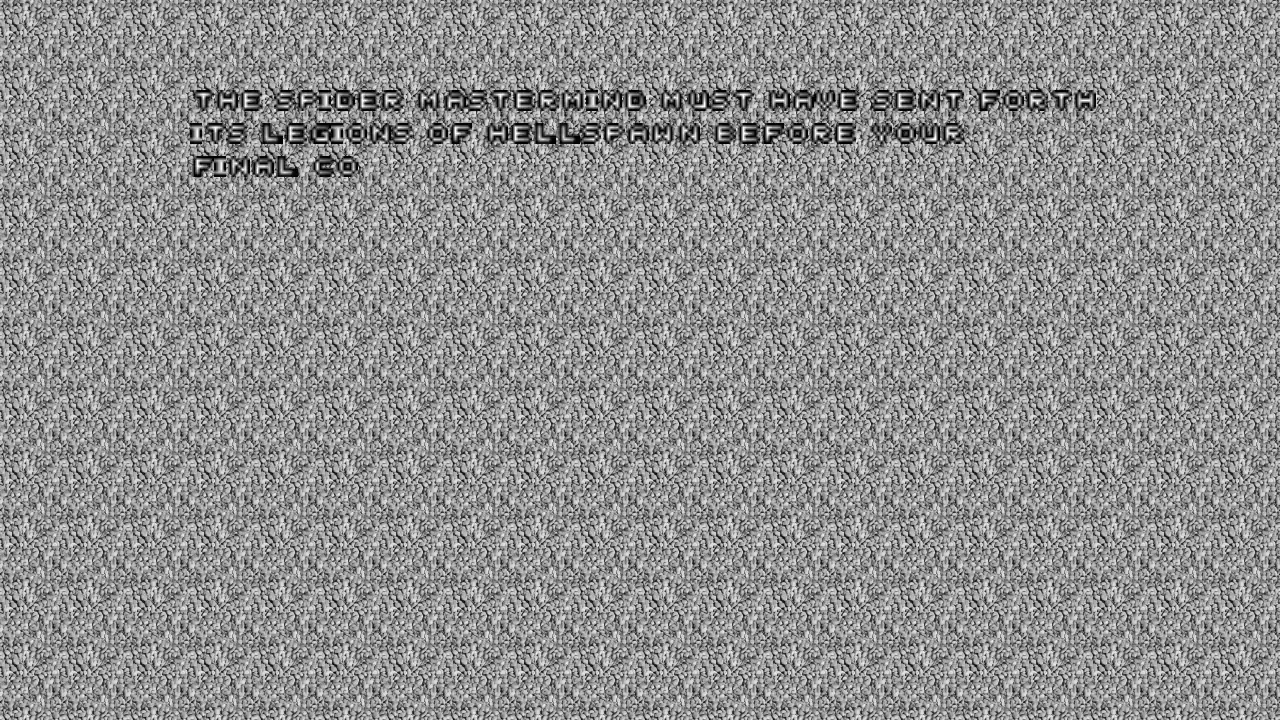 THE SPIDER MASTERMIND MUST HAVE SENT FORTH
ITS LEGIONS OF HELLSPAWN BEFORE YOUR
FINAL CO